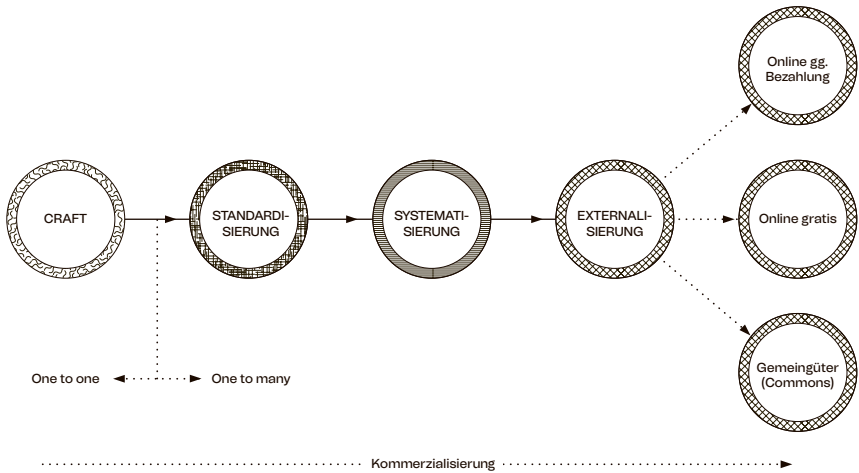 Online gg.
Bezahlung
CRAFT
STANDARDI-
SIERUNG
SYSTEMATI-
SIERUNG
EXTERNALI-
SIERUNG
Online gratis
One to one
One to many
Gemeingüter
(Commons)
Kommerzialisierung